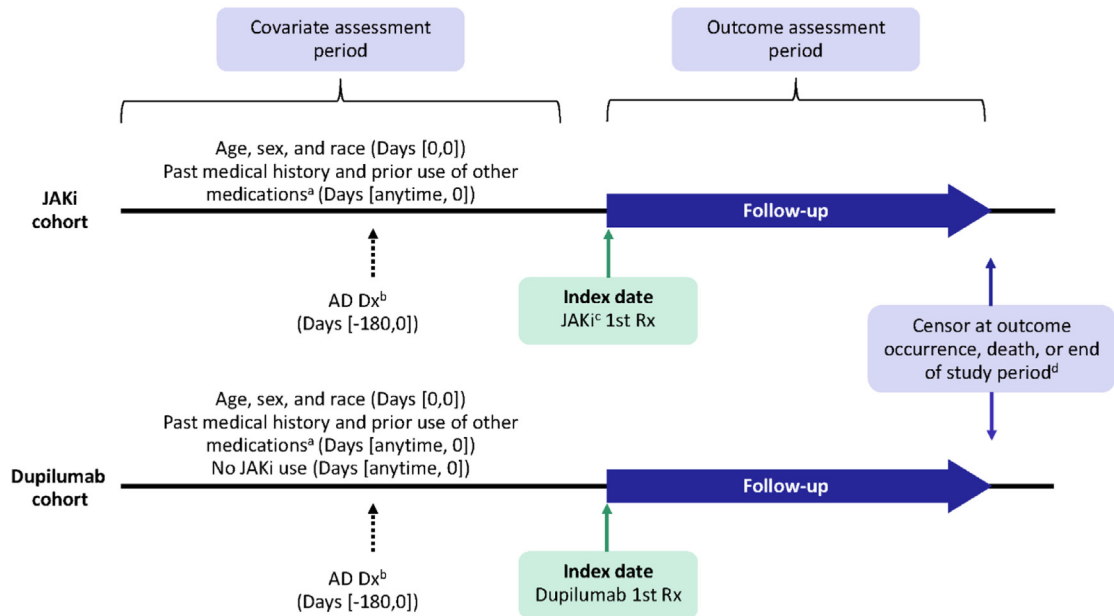 Covariate assessment
period
Outcome assessment
period
Age, sex, and race (Days [0,0])
Past medical history and prior use of other
medicationsᵃ (Days [anytime, 0])
JAKi
cohort
Follow-up
AD Dxᵇ
(Days [-180,0])
Index date
JAKiᶜ 1st Rx
Censor at outcome
occurrence, death, or end
of study periodᵈ
Age, sex, and race (Days [0,0])
Past medical history and prior use of other
medicationsᵃ (Days [anytime, 0])
No JAKi use (Days [anytime, 0])
Dupilumab
cohort
Follow-up
AD Dxᵇ
(Days [-180,0])
Index date
Dupilumab 1st Rx